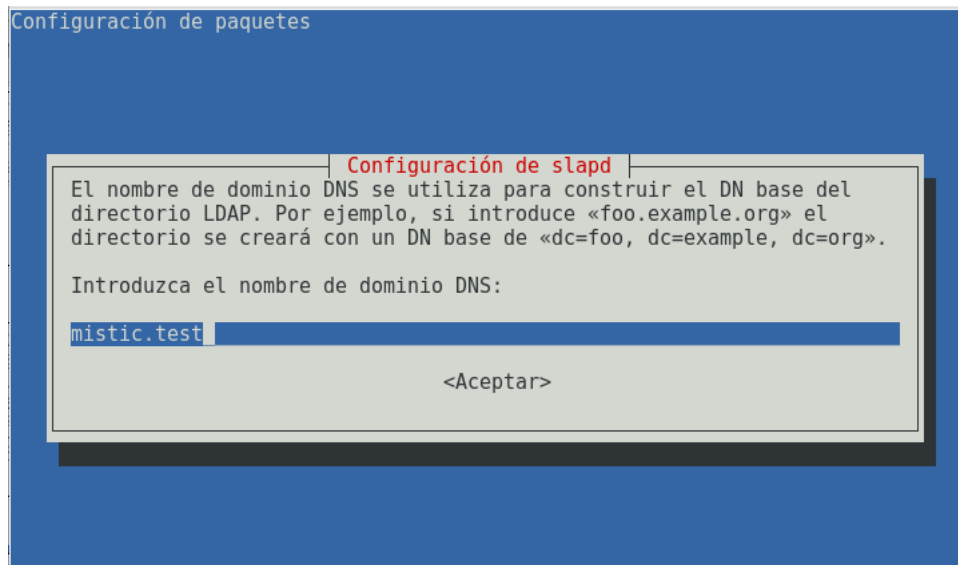 Configuración de paquetes
Configuración de slapd
El nombre de dominio DNS se utiliza para construir el DN base del
directorio LDAP. Por ejemplo, si introduce «foo.example.org» el
directorio se creará con un DN base de «dc=foo, dc=example, dc=org».
Introduzca el nombre de dominio DNS:
mistic.test
<Aceptar>